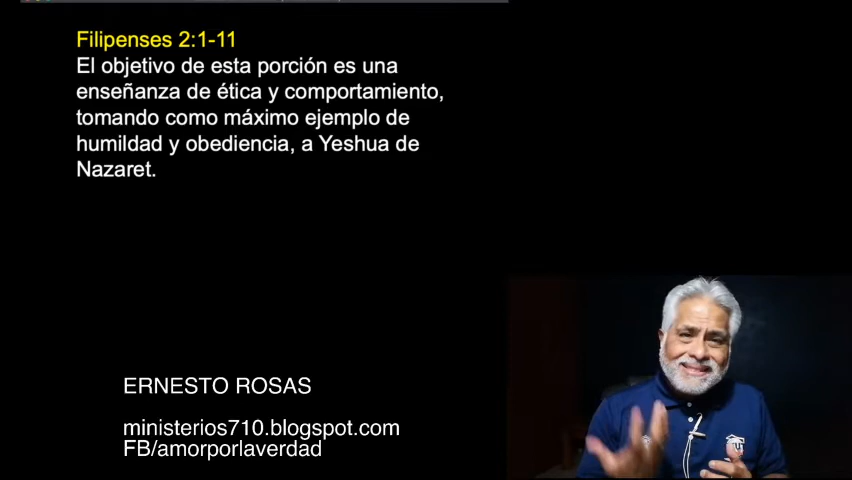 Filipenses 2:1-11
El objetivo de esta porción es una
enseñanza de ética y comportamiento,
tomando como máximo ejemplo de
humildad y obediencia, a Yeshua de
Nazaret.
ERNESTO ROSAS
ministerios710.blogspot.com
FB/amorporlaverdad